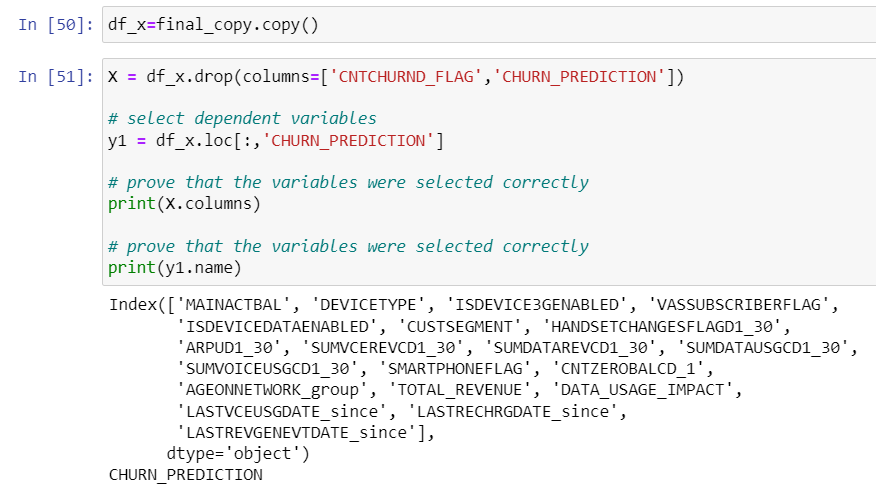 In [50]: df_x=final_copy.copy()
In [51]: X = df_x.drop(columns=['CNTCHURND_FLAG','CHURN_PREDICTION'])
# select dependent variables
y1 = df_x.loc[:,'CHURN_PREDICTION']
# prove that the variables were selected correctly
print(X.columns)
# prove that the variables were selected correctly
print(y1.name)
Index(['MAINACTBAL', 'DEVICETYPE', 'ISDEVICE3GENABLED', 'VASSUBSCRIBERFLAG',
'ISDEVICEDATAENABLED', 'CUSTSEGMENT', 'HANDSETCHANGESFLAGD1_30',
'ARPUD1_30', 'SUMVCEREVCD1_30', 'SUMDATAREVCD1_30', 'SUMDATAUSGCD1_30',
'SUMVOICEUSGCD1_30', 'SMARTPHONEFLAG', 'CNTZEROBALCD_1',
'AGEONNETWORK_group', 'TOTAL_REVENUE', 'DATA_USAGE_IMPACT',
'LASTVCEUSGDATE_since', 'LASTRECHRGDATE_since',
'LASTREVGENEVTDATE_since'],
dtype='object')
CHURN_PREDICTION